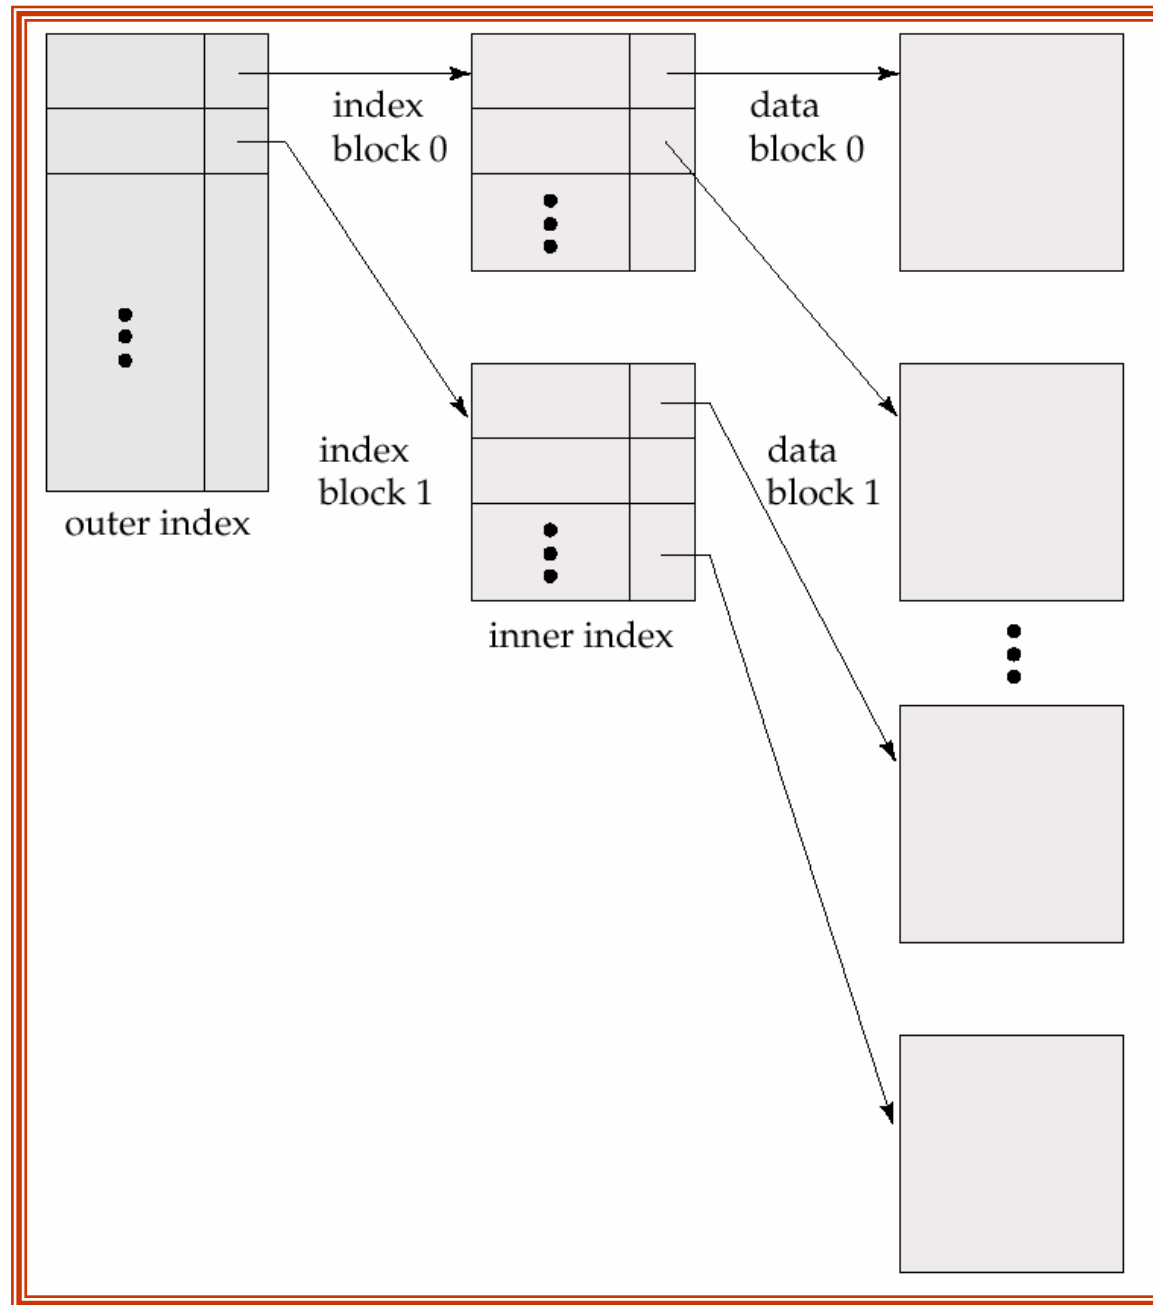 index
block 0
data
block 0
index
block 1
data
block 1
outer index
inner index